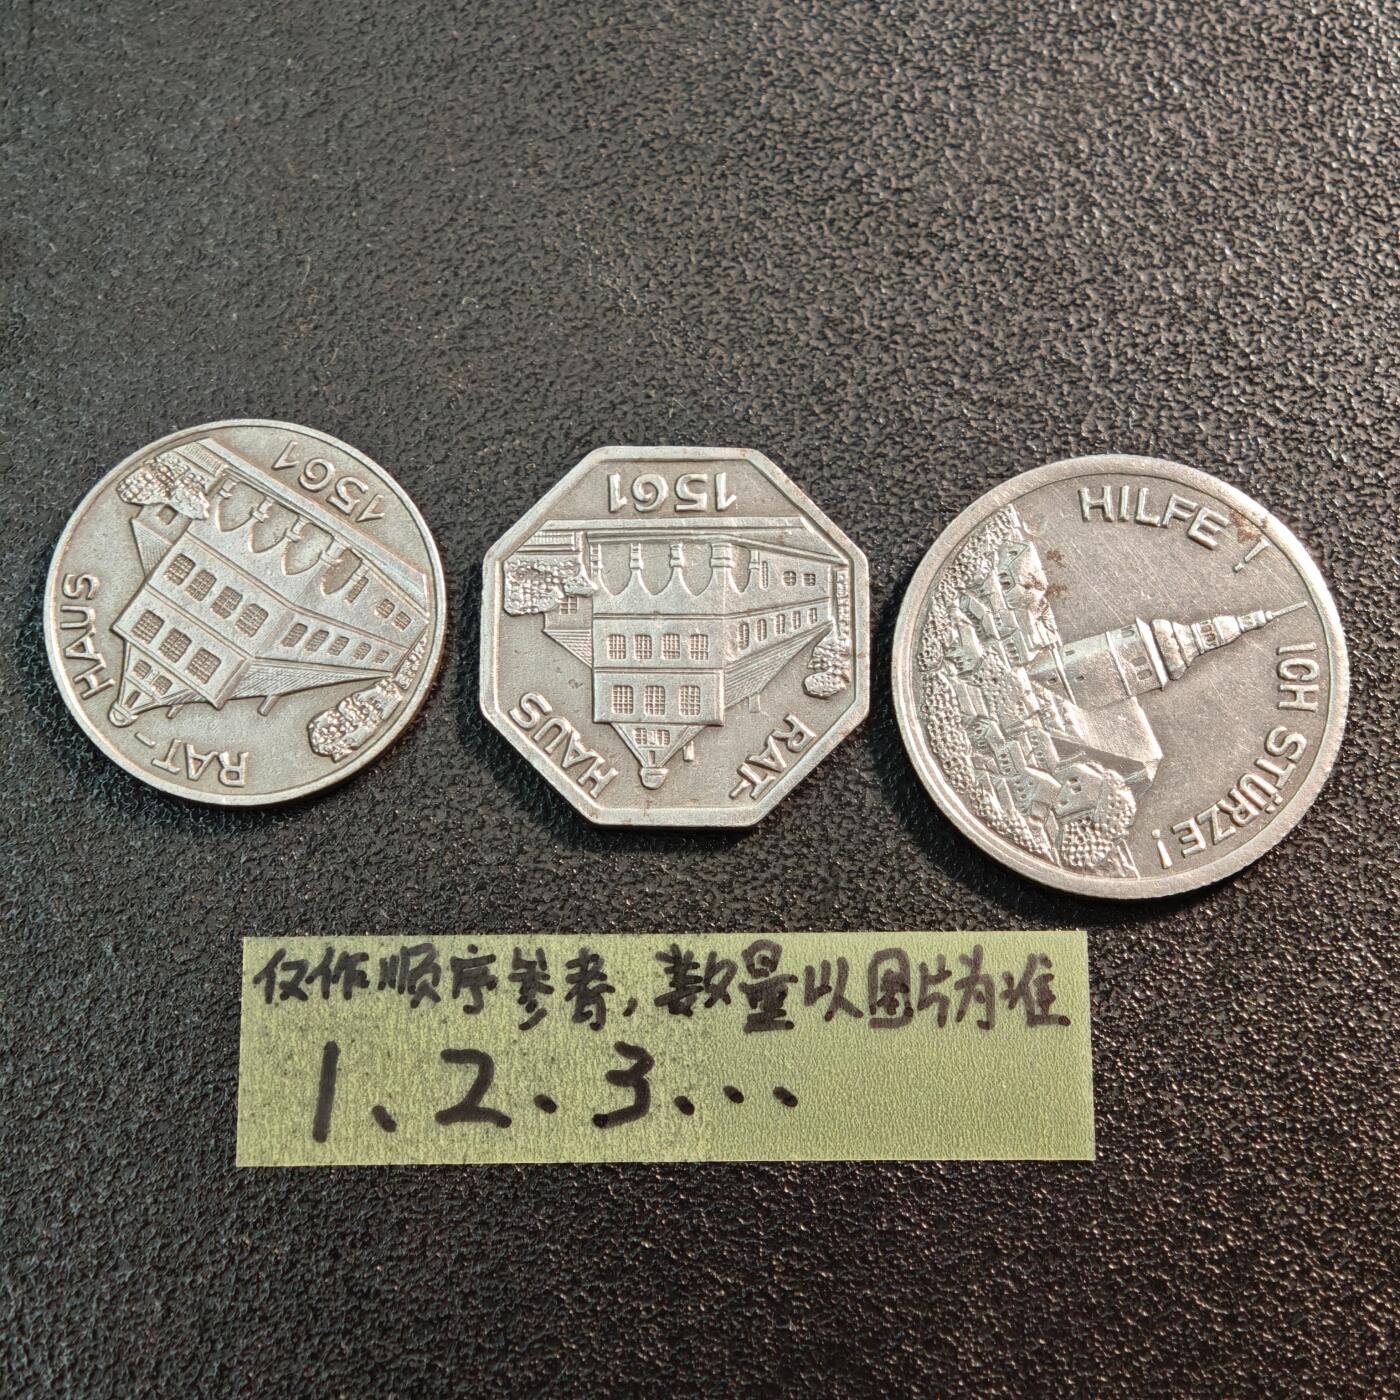 1561
RAT-HAUS
1561
RAT-
HAUS
HILFE! ICH STÜRZE!
仅作顺序参考,数量以图片为准
1、2、3...